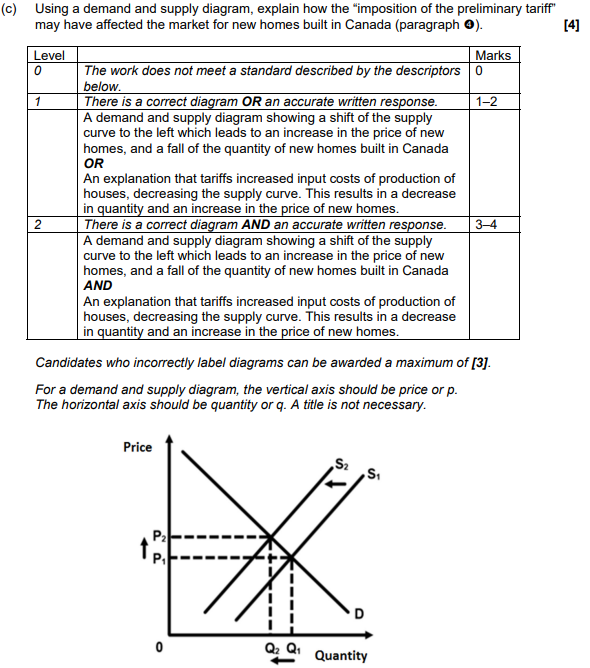 (c) Using a demand and supply diagram, explain how the “imposition of the preliminary tariff”
may have affected the market for new homes built in Canada (paragraph ❹). [4]
Level Marks
0 The work does not meet a standard described by the descriptors 0
below.
1 There is a correct diagram OR an accurate written response. 1–2
A demand and supply diagram showing a shift of the supply
curve to the left which leads to an increase in the price of new
homes, and a fall of the quantity of new homes built in Canada
OR
An explanation that tariffs increased input costs of production of
houses, decreasing the supply curve. This results in a decrease
in quantity and an increase in the price of new homes.
2 There is a correct diagram AND an accurate written response. 3–4
A demand and supply diagram showing a shift of the supply
curve to the left which leads to an increase in the price of new
homes, and a fall of the quantity of new homes built in Canada
AND
An explanation that tariffs increased input costs of production of
houses, decreasing the supply curve. This results in a decrease
in quantity and an increase in the price of new homes.
Candidates who incorrectly label diagrams can be awarded a maximum of [3].
For a demand and supply diagram, the vertical axis should be price or p.
The horizontal axis should be quantity or q. A title is not necessary.
Price
S₂
S₁
P₂
P₁
D
0
Q₂ Q₁
Quantity